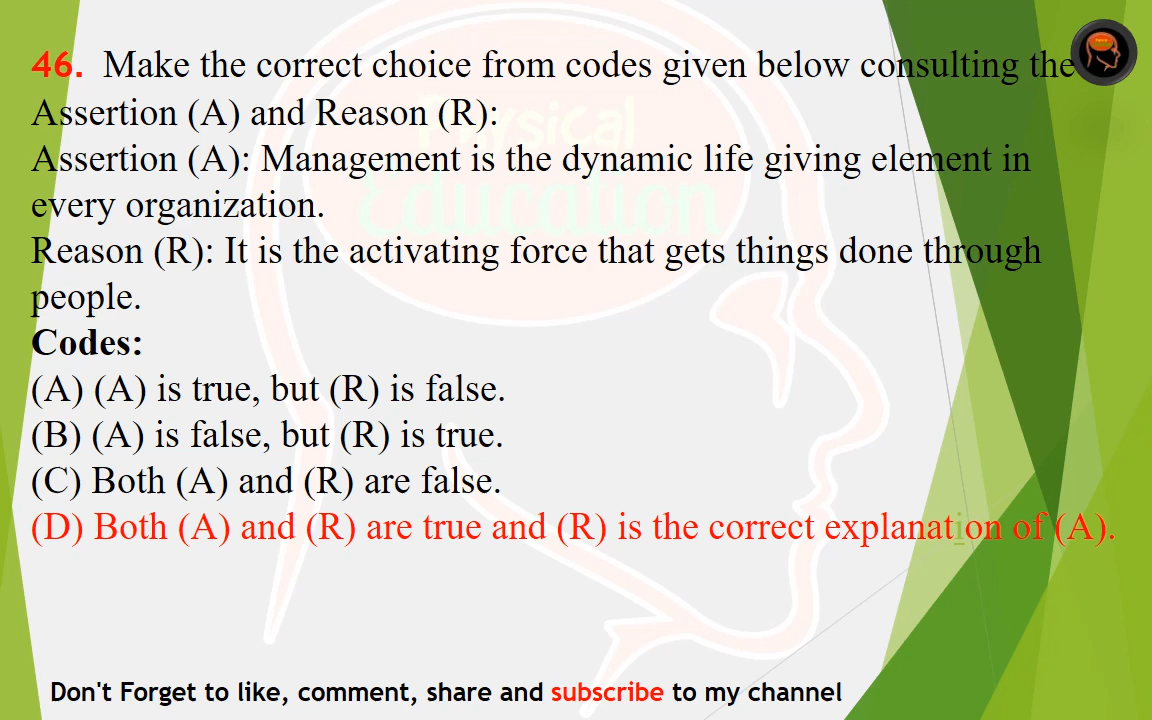 46. Make the correct choice from codes given below consulting the
Assertion (A) and Reason (R):
Assertion (A): Management is the dynamic life giving element in
every organization.
Reason (R): It is the activating force that gets things done through
people.
Codes:
(A) (A) is true, but (R) is false.
(B) (A) is false, but (R) is true.
(C) Both (A) and (R) are false.
(D) Both (A) and (R) are true and (R) is the correct explanation of (A).
Physical
Education
Don't Forget to like, comment, share and subscribe to my channel